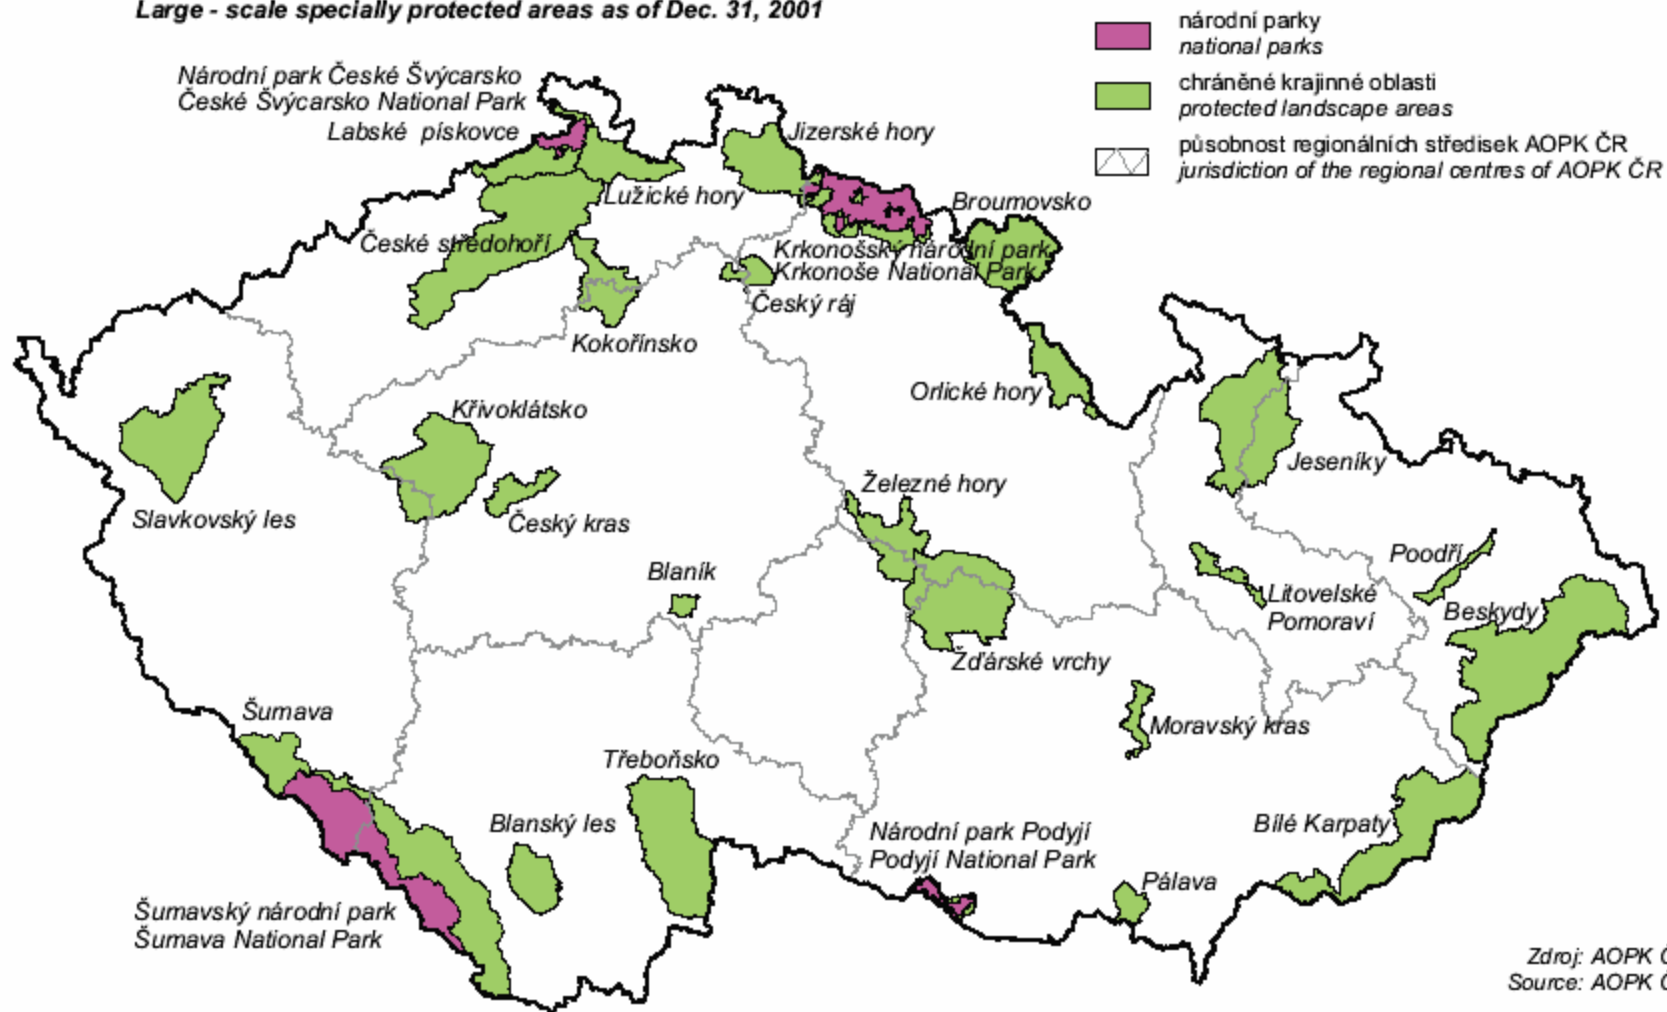 Large - scale specially protected areas as of Dec. 31, 2001
národní parky
national parks
chráněné krajinné oblasti
protected landscape areas
působnost regionálních středisek AOPK ČR
jurisdiction of the regional centres of AOPK ČR
Národní park České Švýcarsko
České Švýcarsko National Park
Labské pískovce
Jizerské hory
Lužické hory
Broumovsko
České středohoří
Krkonošský národní park
Krkonoše National Park
Český ráj
Kokořínsko
Orlické hory
Křivoklátsko
Jeseníky
Železné hory
Slavkovský les
Český kras
Poodří
Blaník
Litovelské
Pomoraví
Beskydy
Žďárské vrchy
Šumava
Moravský kras
Třeboňsko
Blanský les
Národní park Podyjí
Podyjí National Park
Bílé Karpaty
Pálava
Šumavský národní park
Šumava National Park
Zdroj: AOPK Č
Source: AOPK Č